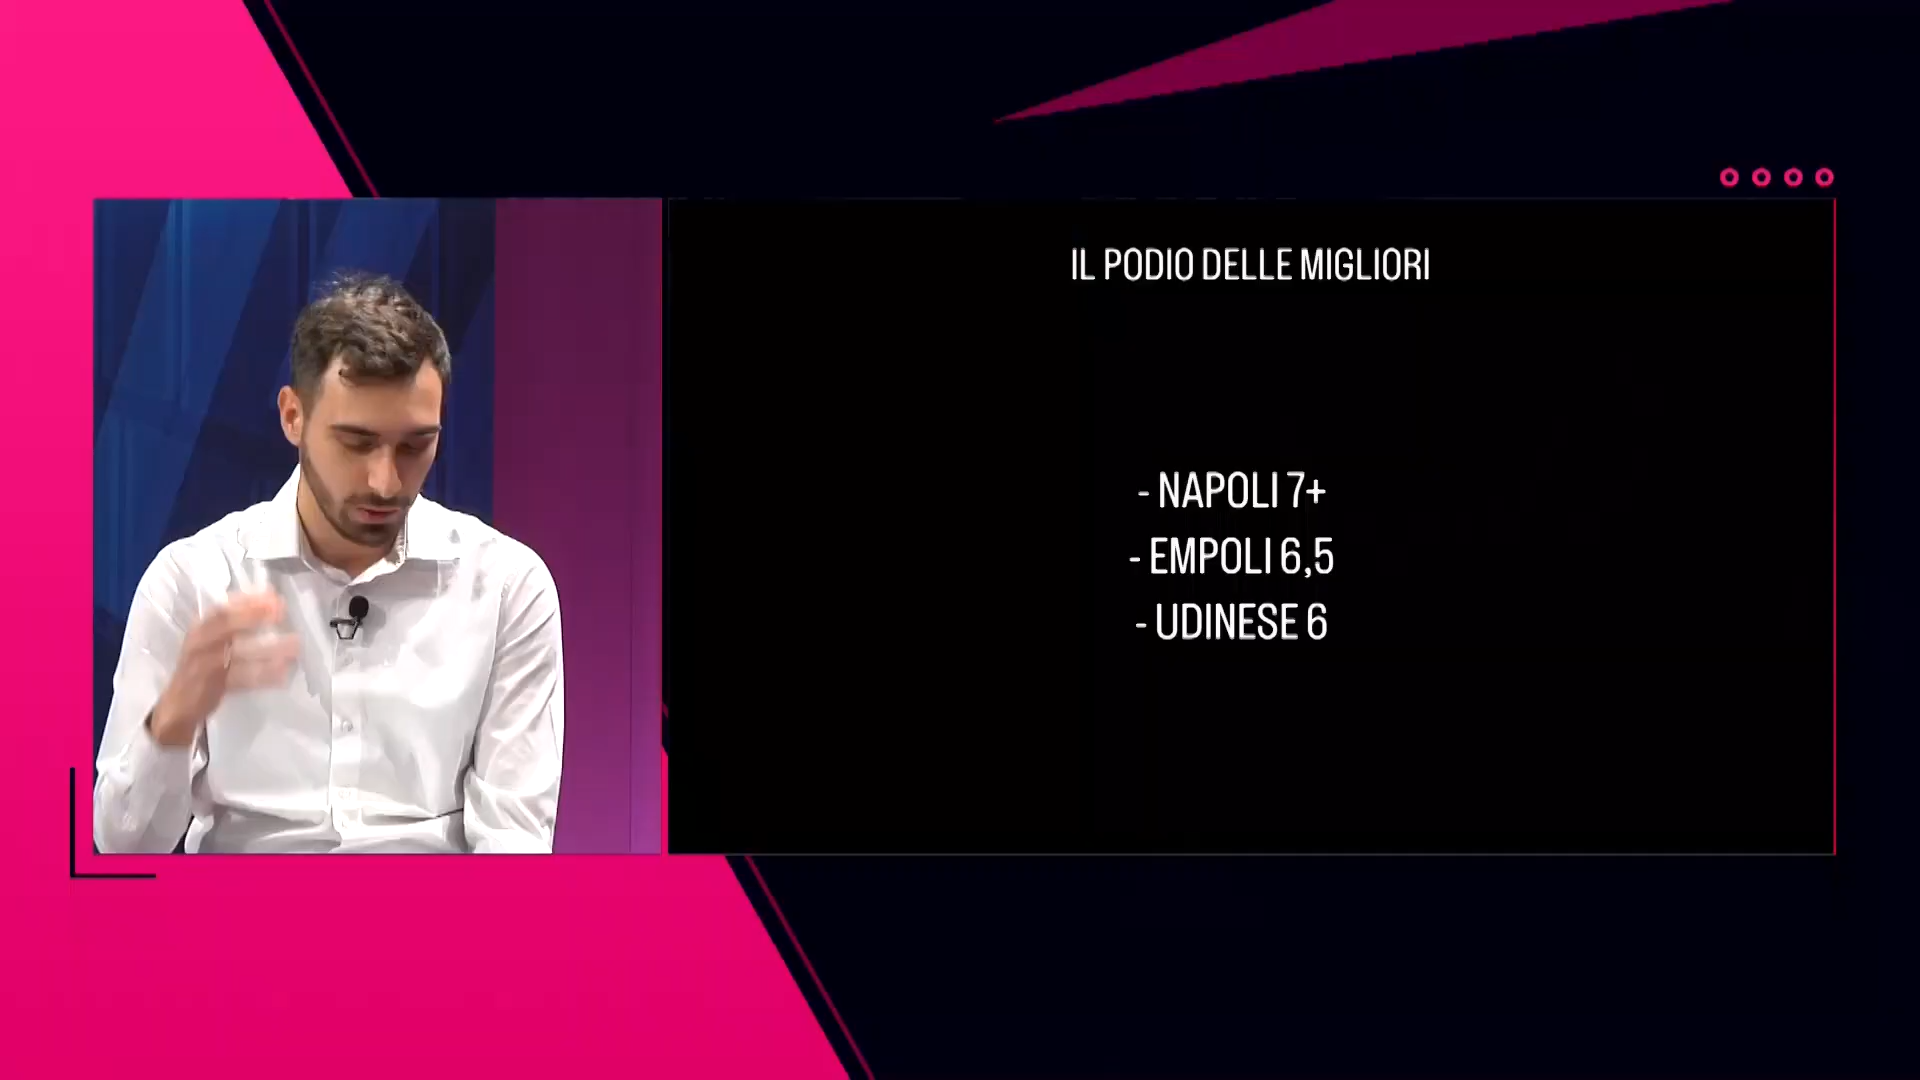 IL PODIO DELLE MIGLIORI
- NAPOLI 7+
- EMPOLI 6,5
- UDINESE 6